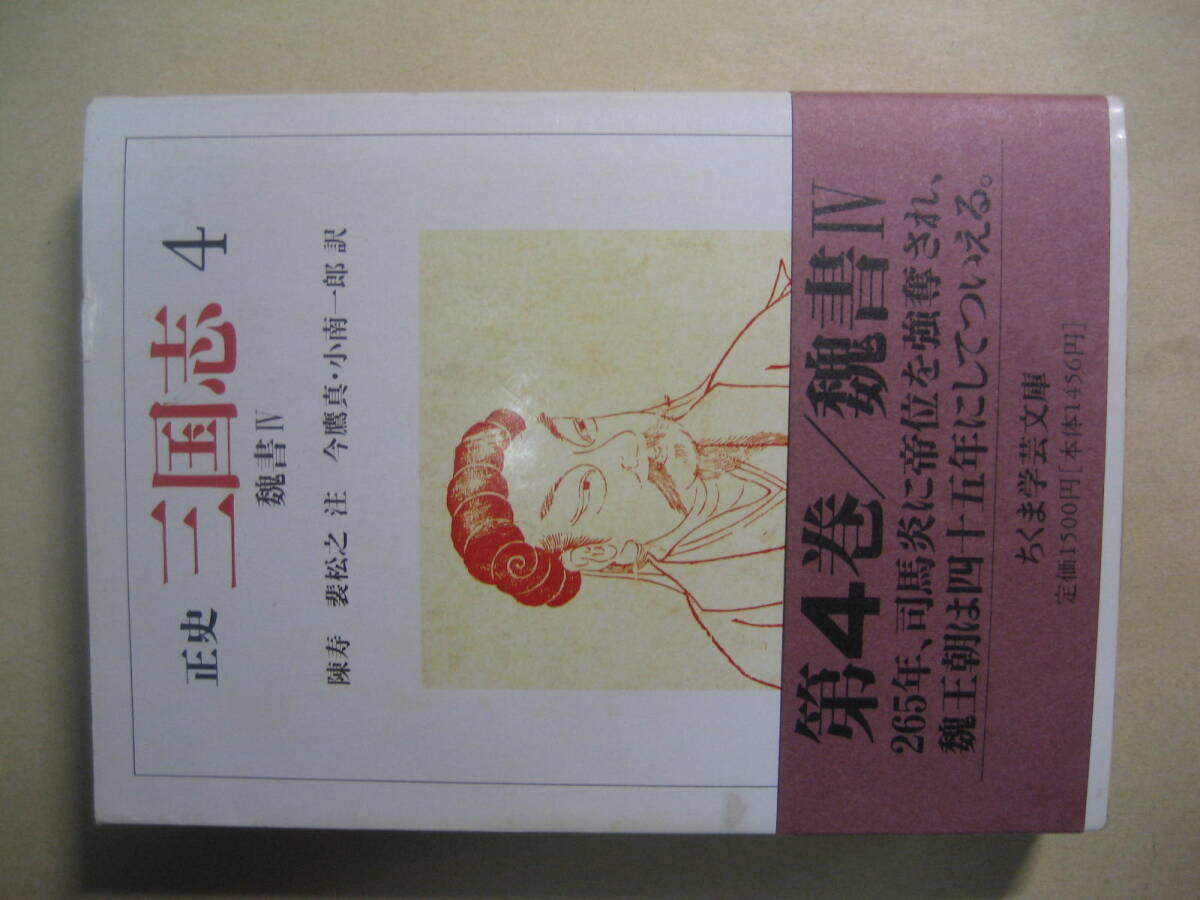 正史 三国志 4
魏書Ⅳ
陳寿 裴松之 注 今鷹真・小南一郎 訳
第4巻/魏書Ⅳ
265年、司馬炎に帝位を強奪され、
魏王朝は四十五年にしてついえる。
ちくま学芸文庫
定価1500円[本体1456円]